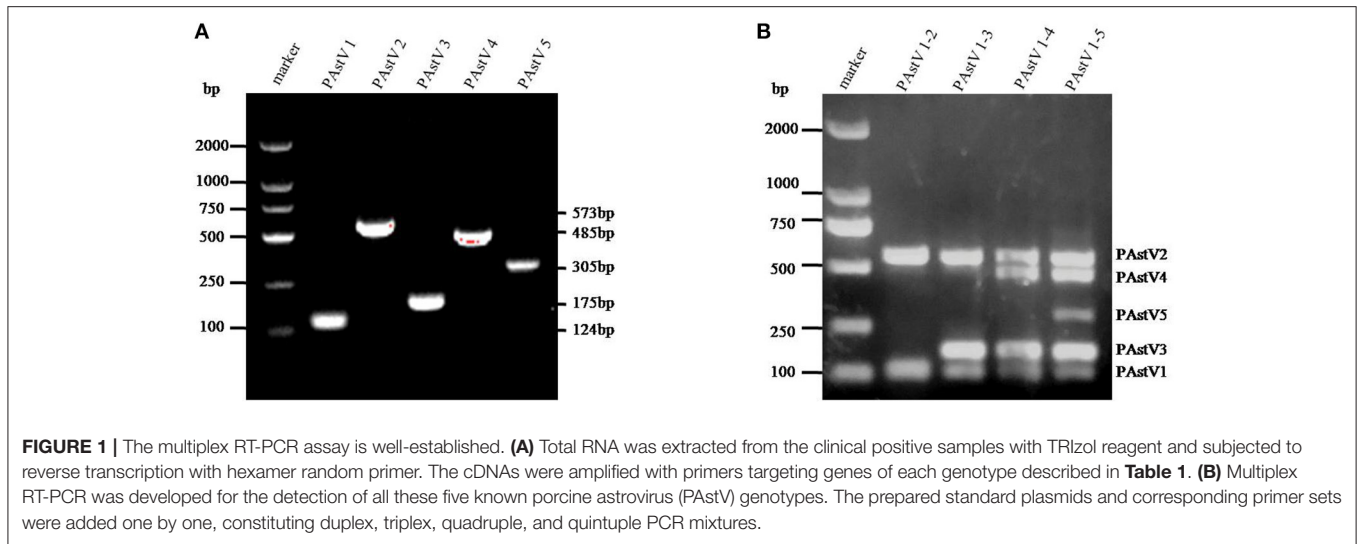 A
marker
PAstV 1
PAstV 2
PAstV 3
PAstV 4
PAstV 5
bp
2000
1000
750
500
250
100
573bp
485bp
305bp
175bp
124bp
B
marker
PAstV 1-2
PAstV 1-3
PAstV 1-4
PAstV 1-5
bp
2000
1000
750
500
250
100
PAstV2
PAstV4
PAstV5
PAstV3
PAstV1
FIGURE 1 | The multiplex RT-PCR assay is well-established. (A) Total RNA was extracted from the clinical positive samples with TRIzol reagent and subjected to
reverse transcription with hexamer random primer. The cDNAs were amplified with primers targeting genes of each genotype described in Table 1. (B) Multiplex
RT-PCR was developed for the detection of all these five known porcine astrovirus (PAstV) genotypes. The prepared standard plasmids and corresponding primer sets
were added one by one, constituting duplex, triplex, quadruple, and quintuple PCR mixtures.